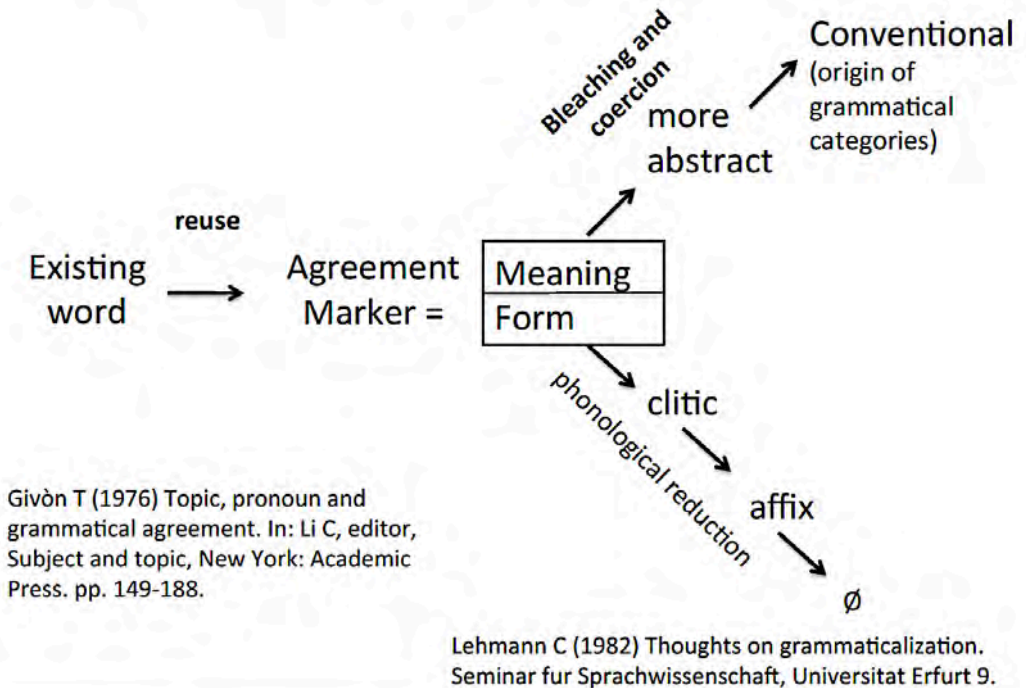 Bleaching and
coercion
more
abstract
Conventional
(origin of
grammatical
categories)
reuse
Existing
word
Agreement
Marker =
Meaning
Form
phonological reduction
clitic
affix
Ø
Givòn T (1976) Topic, pronoun and
grammatical agreement. In: Li C, editor,
Subject and topic, New York: Academic
Press. pp. 149-188.
Lehmann C (1982) Thoughts on grammaticalization.
Seminar fur Sprachwissenschaft, Universitat Erfurt 9.